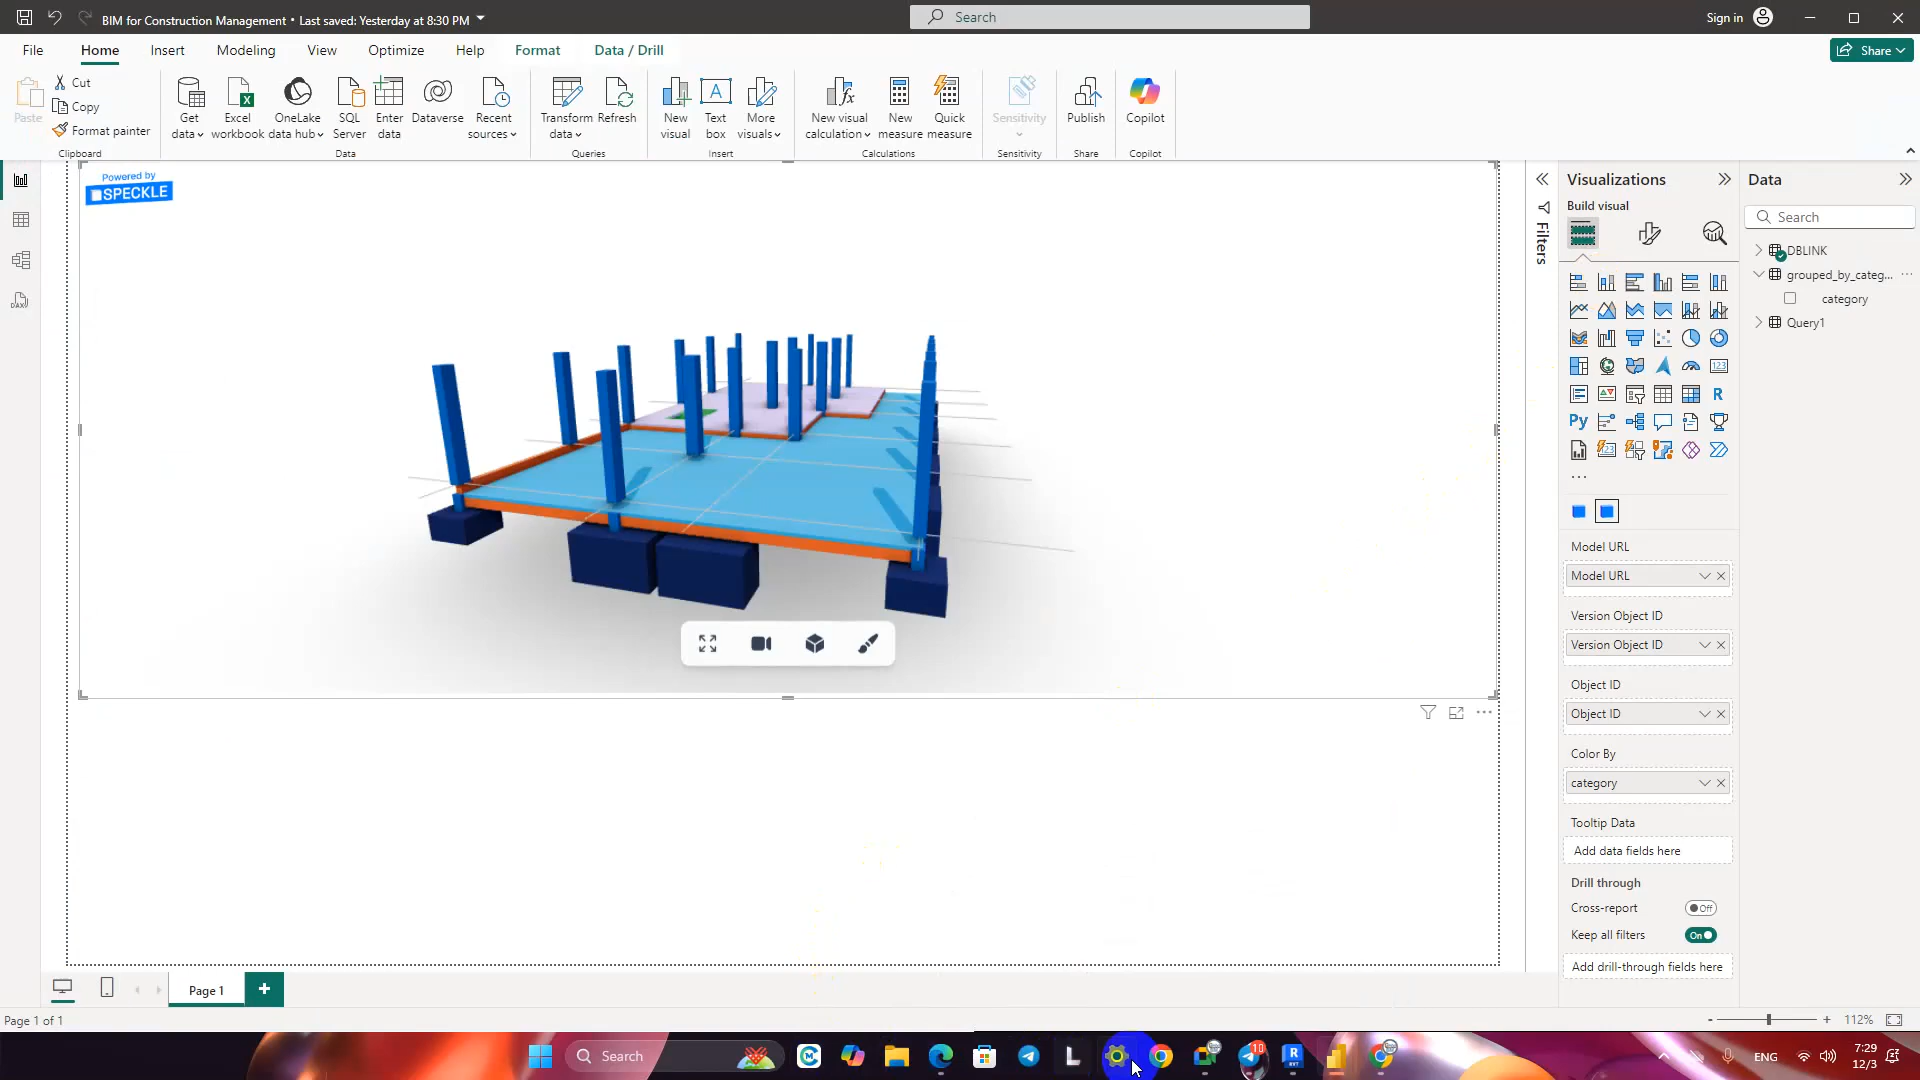 BIM for Construction Management • Last saved: Yesterday at 8:30 PM
Search
Sign in
File
Home
Insert
Modeling
View
Optimize
Help
Format
Data / Drill
Share
Paste
Cut
Copy
Format painter
Clipboard
Get data
Excel workbook
OneLake data hub
SQL Server
Enter data
Dataverse
Recent sources
Data
Transform data
Refresh
Queries
New visual
Text box
More visuals
Insert
New visual calculation
New measure
Quick measure
Calculations
Sensitivity
Sensitivity
Publish
Share
Copilot
Copilot
Powered by
SPECKLE
Filters
Visualizations
Build visual
Model URL
Model URL
Version Object ID
Version Object ID
Object ID
Object ID
Color By
category
Tooltip Data
Add data fields here
Drill through
Cross-report
Off
Keep all filters
On
Add drill-through fields here
Data
Search
DBLINK
grouped_by_categ...
category
Query1
Page 1
Page 1 of 1
112%
Search
10
ENG
7:29
12/3